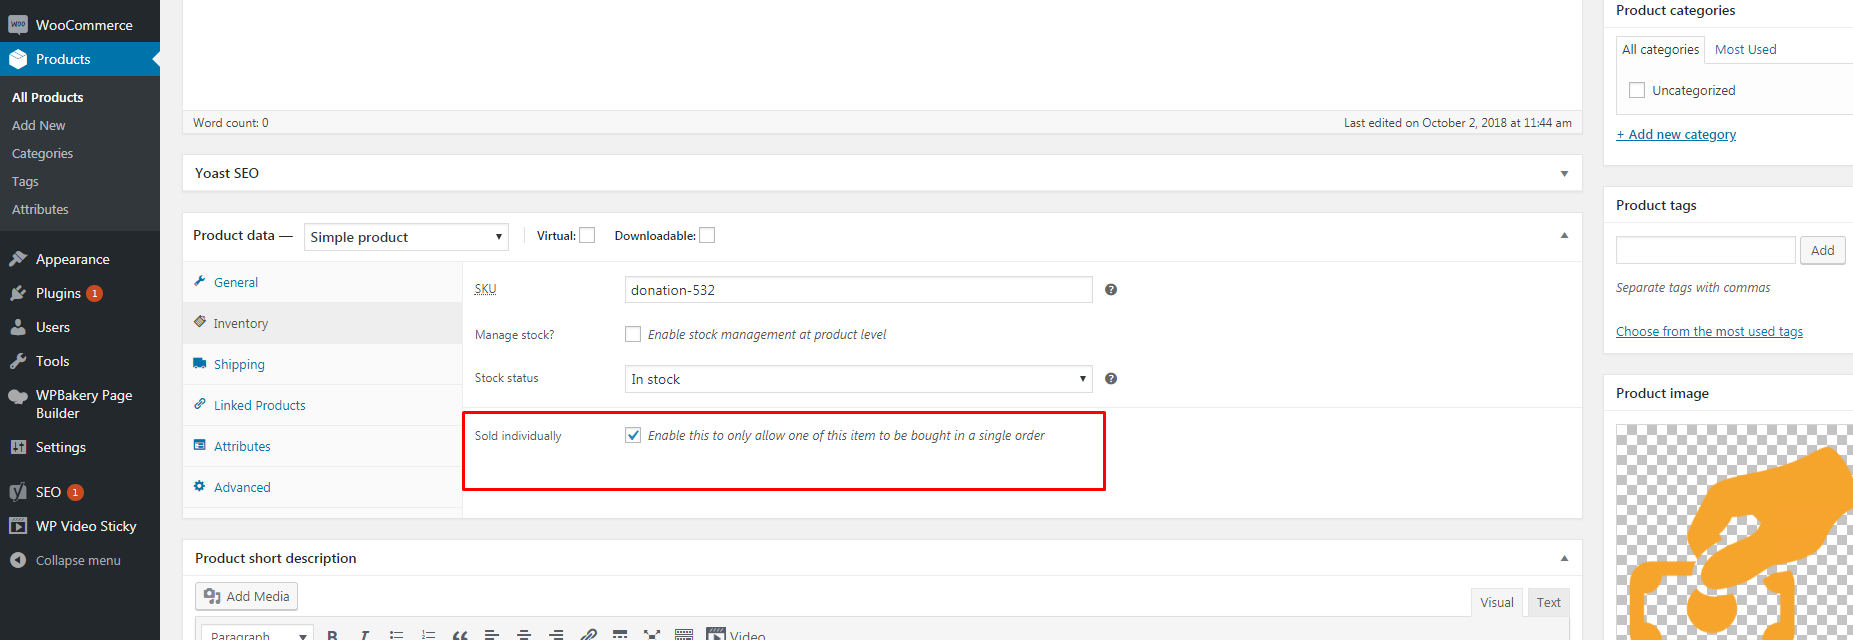 WooCommerce
Products
All Products
Add New
Categories
Tags
Attributes
Appearance
Plugins 1
Users
Tools
WPBakery Page
Builder
Settings
SEO 1
WP Video Sticky
Collapse menu
Word count: 0
Last edited on October 2, 2018 at 11:44 am
Yoast SEO
Product data —
Simple product
Virtual:
Downloadable:
General
Inventory
Shipping
Linked Products
Attributes
Advanced
SKU
donation-532
Manage stock?
Enable stock management at product level
Stock status
In stock
Sold individually
Enable this to only allow one of this item to be bought in a single order
Product short description
Add Media
Visual
Text
Paragraph
B I
Video
Product categories
All categories
Most Used
Uncategorized
+ Add new category
Product tags
Add
Separate tags with commas
Choose from the most used tags
Product image